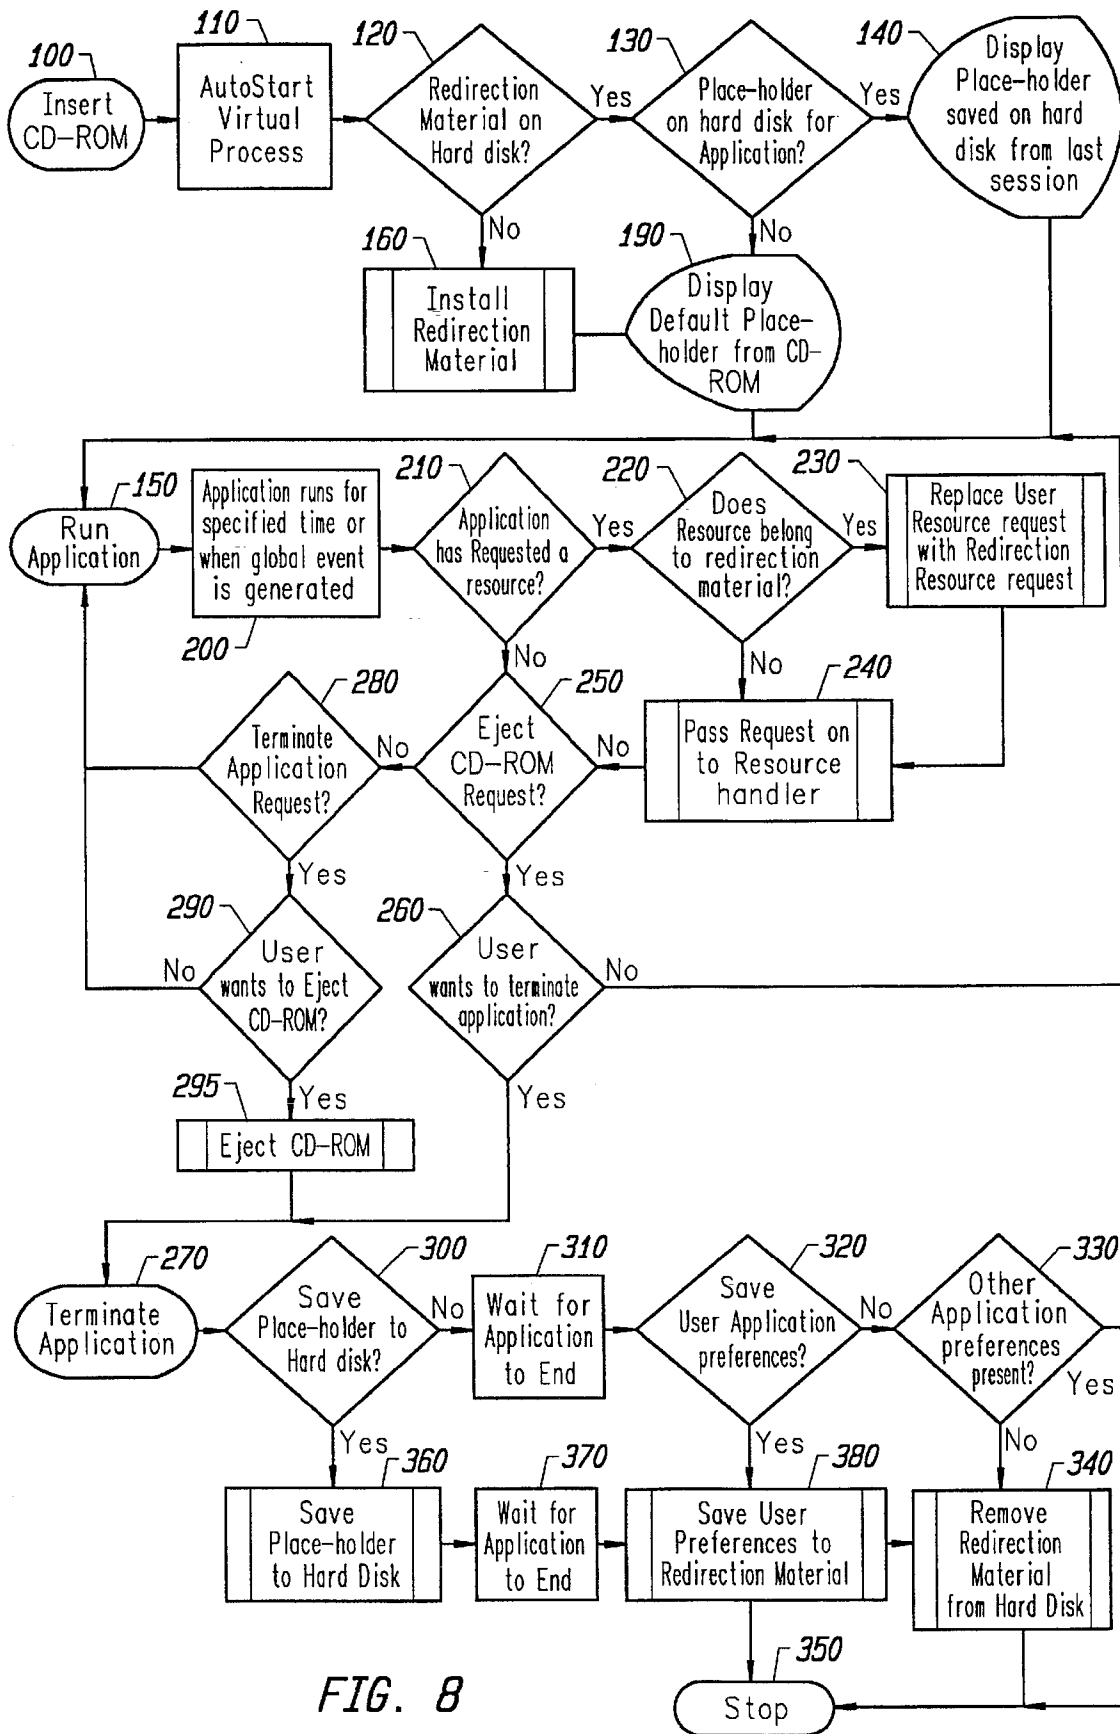 100
Insert
CD-ROM
110
AutoStart
Virtual
Process
120
Redirection
Material on
Hard disk?
Yes
No
130
Place-holder
on hard disk for
Application?
Yes
No
140
Display
Place-holder
saved on hard
disk from last
session
160
Install
Redirection
Material
190
Display
Default Place-
holder from CD-
ROM
150
Run
Application
Application runs for
specified time or
when global event
is generated
200
210
Application
has Requested a
resource?
Yes
No
220
Does
Resource belong
to redirection
material?
Yes
No
230
Replace User
Resource request
with Redirection
Resource request
240
Pass Request on
to Resource
handler
No
250
Eject
CD-ROM
Request?
No
Yes
280
Terminate
Application
Request?
Yes
290
User
wants to Eject
CD-ROM?
No
Yes
260
User
wants to terminate
application?
No
Yes
295
Eject CD-ROM
270
Terminate
Application
300
Save
Place-holder to
Hard disk?
No
Yes
310
Wait for
Application
to End
320
Save
User Application
preferences?
No
Yes
330
Other
Application
preferences
present?
Yes
No
360
Save
Place-holder
to Hard Disk
370
Wait for
Application
to End
380
Save User
Preferences to
Redirection Material
340
Remove
Redirection
Material
from Hard Disk
350
Stop
FIG. 8